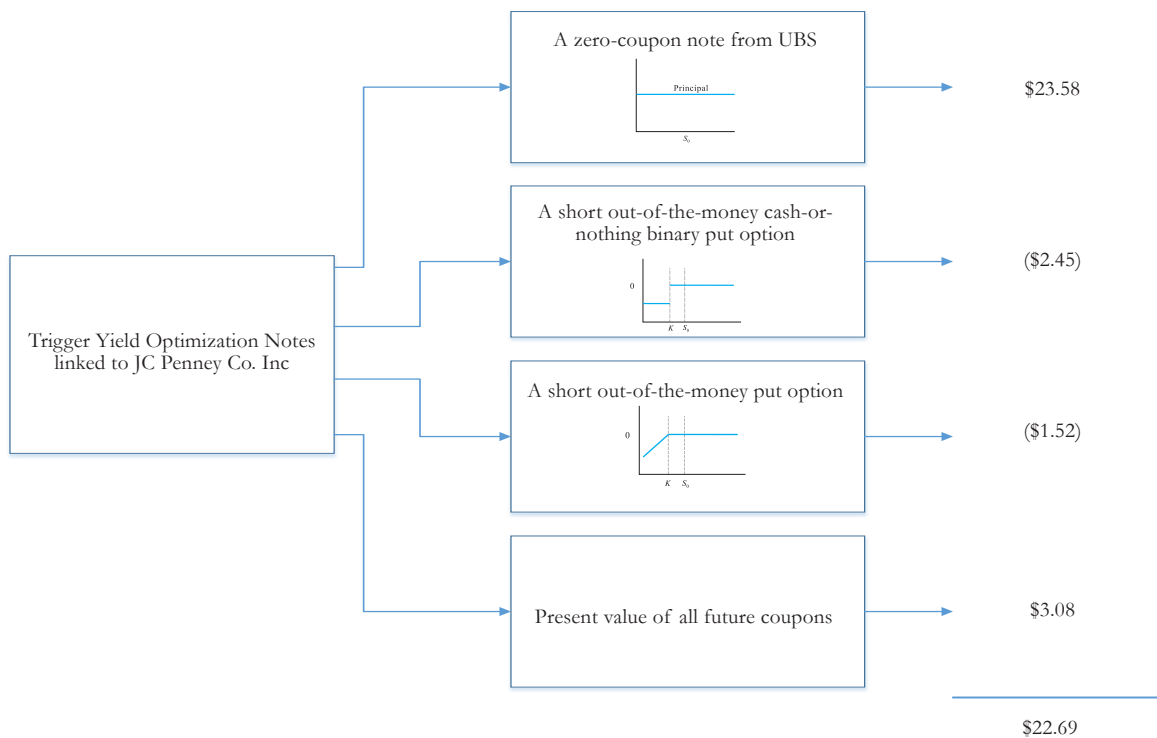 A zero-coupon note from UBS
Principal
S0
$23.58
A short out-of-the-money cash-or-
nothing binary put option
0
K S0
($2.45)
Trigger Yield Optimization Notes
linked to JC Penney Co. Inc
A short out-of-the-money put option
0
K S0
($1.52)
Present value of all future coupons
$3.08
$22.69